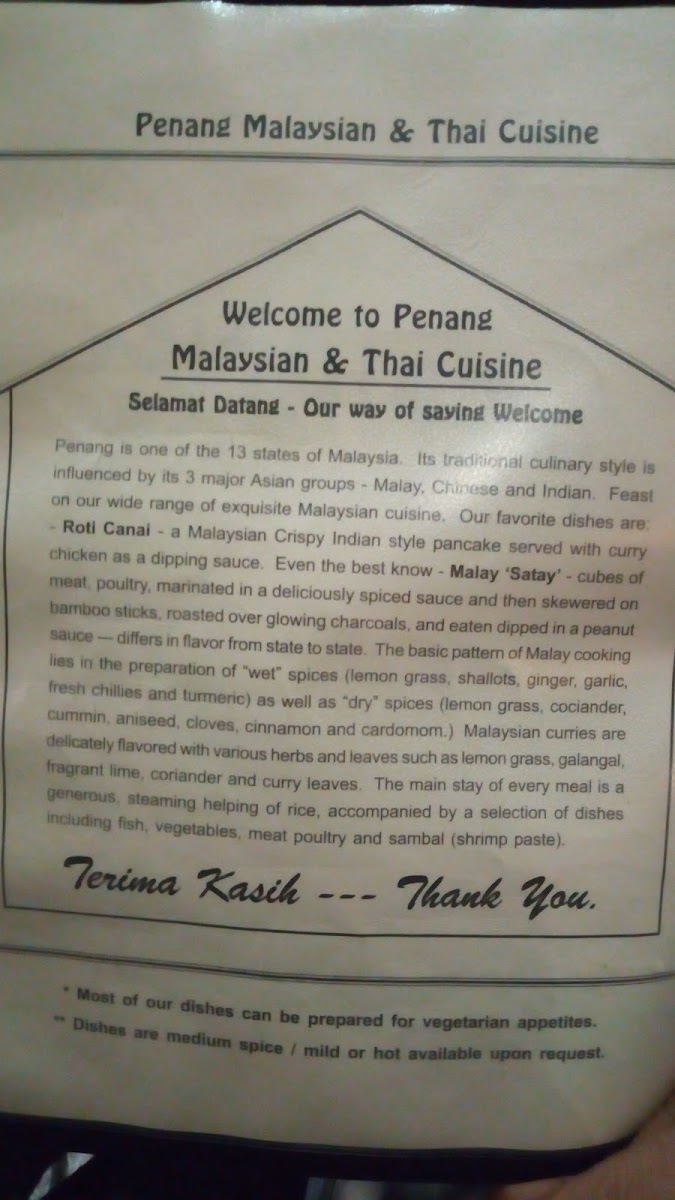 Penang Malaysian & Thai Cuisine
Welcome to Penang
Malaysian & Thai Cuisine
Selamat Datang - Our way of saying Welcome
Penang is one of the 13 states of Malaysia. Its traditional culinary style is
influenced by its 3 major Asian groups - Malay, Chinese and Indian. Feast
on our wide range of exquisite Malaysian cuisine. Our favorite dishes are:
- Roti Canai - a Malaysian Crispy Indian style pancake served with curry
chicken as a dipping sauce. Even the best know - Malay ‘Satay’ - cubes of
meat, poultry, marinated in a deliciously spiced sauce and then skewered on
bamboo sticks, roasted over glowing charcoals, and eaten dipped in a peanut
sauce — differs in flavor from state to state. The basic pattern of Malay cooking
lies in the preparation of “wet” spices (lemon grass, shallots, ginger, garlic,
fresh chillies and turmeric) as well as “dry” spices (lemon grass, cociander,
cummin, aniseed, cloves, cinnamon and cardomom.) Malaysian curries are
delicately flavored with various herbs and leaves such as lemon grass, galangal,
fragrant lime, coriander and curry leaves. The main stay of every meal is a
generous, steaming helping of rice, accompanied by a selection of dishes
including fish, vegetables, meat poultry and sambal (shrimp paste).
Terima Kasih --- Thank You.
* Most of our dishes can be prepared for vegetarian appetites.
** Dishes are medium spice / mild or hot available upon request.